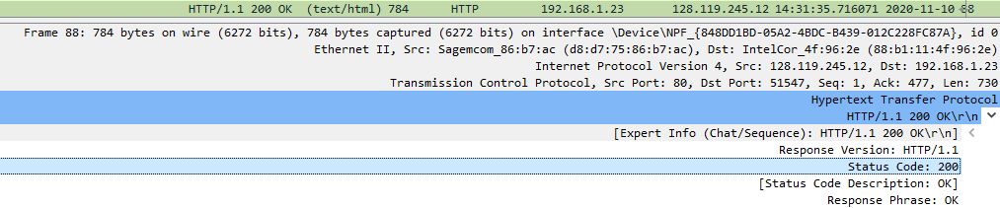 HTTP/1.1 200 OK (text/html) 784 HTTP 192.168.1.23 128.119.245.12 14:31:35.716071 2020-11-10 88
Frame 88: 784 bytes on wire (6272 bits), 784 bytes captured (6272 bits) on interface \Device\NPF_{848DD1BD-05A2-4BDC-B439-012C228FC87A}, id 0
Ethernet II, Src: Sagemcom_86:b7:ac (d8:d7:75:86:b7:ac), Dst: IntelCor_4f:96:2e (88:b1:11:4f:96:2e)
Internet Protocol Version 4, Src: 128.119.245.12, Dst: 192.168.1.23
Transmission Control Protocol, Src Port: 80, Dst Port: 51547, Seq: 1, Ack: 477, Len: 730
Hypertext Transfer Protocol
HTTP/1.1 200 OK\r\n
[Expert Info (Chat/Sequence): HTTP/1.1 200 OK\r\n]
Response Version: HTTP/1.1
Status Code: 200
[Status Code Description: OK]
Response Phrase: OK